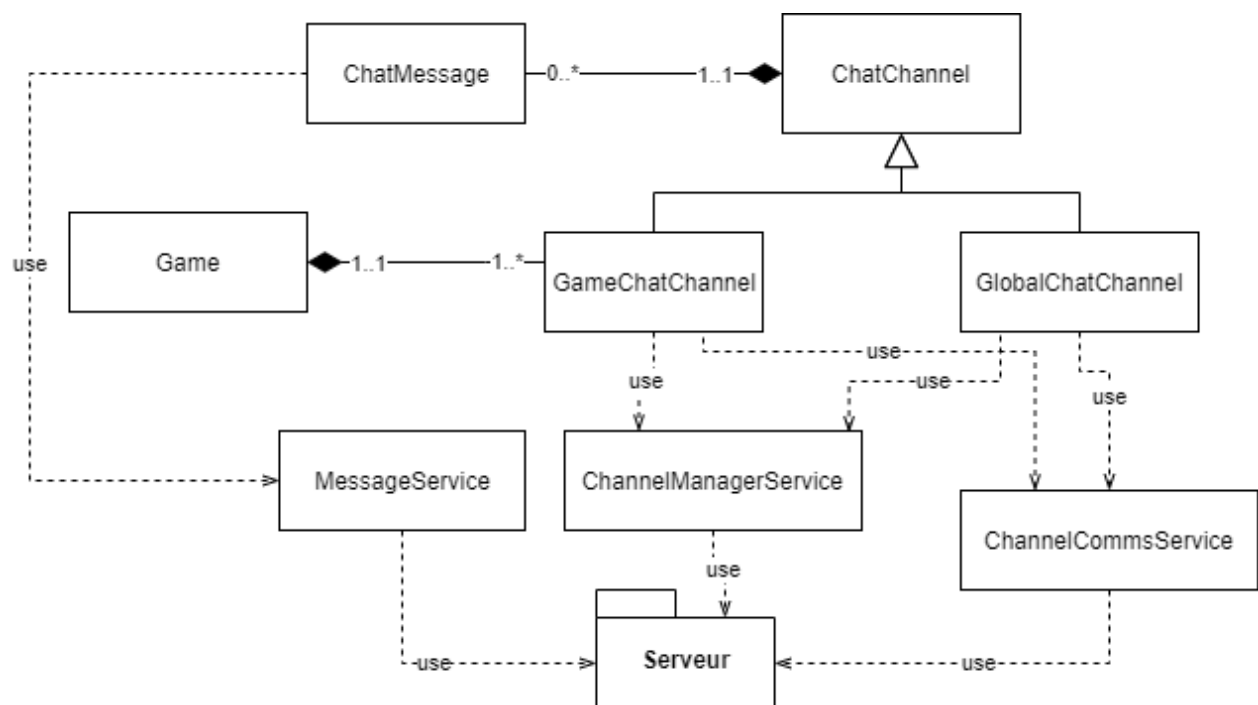 ChatMessage
0..*
1..1
ChatChannel
use
Game
1..1
1..*
GameChatChannel
GlobalChatChannel
use
use
use
use
MessageService
ChannelManagerService
ChannelCommsService
use
use
Serveur
use